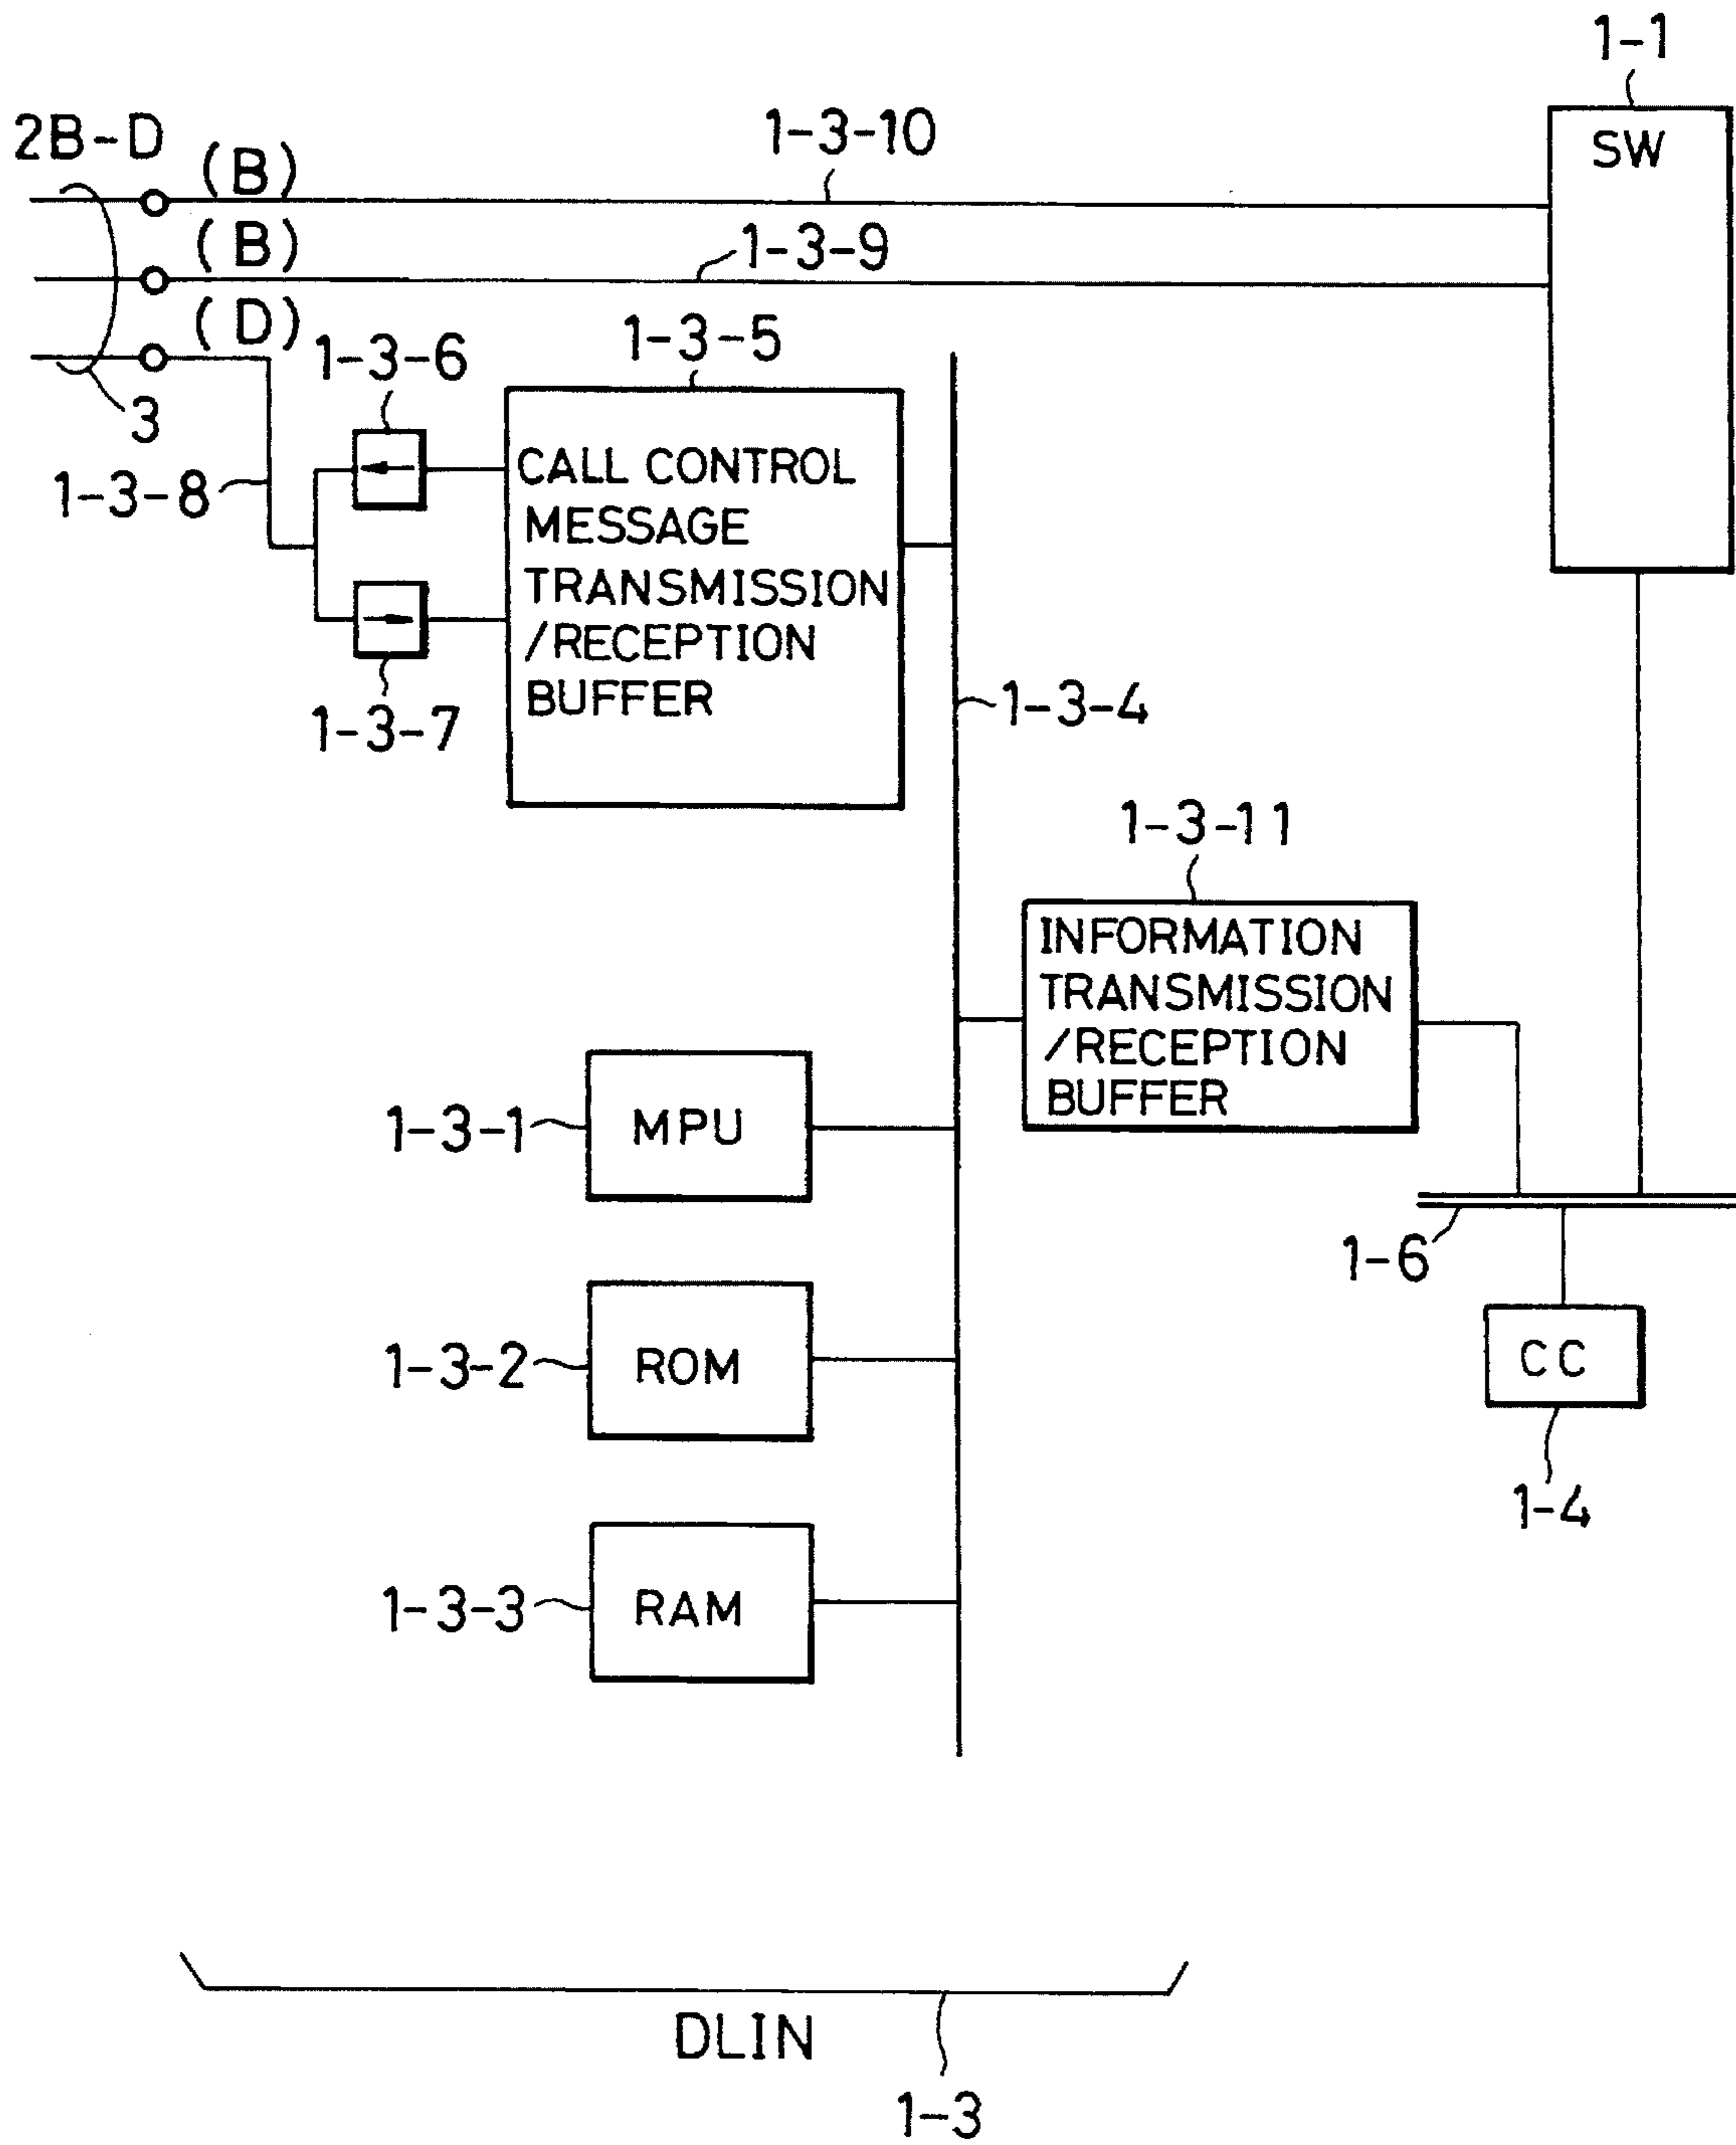 1-1
SW
2B-D
(B)
1-3-10
(B)
1-3-9
(D)
3
1-3-6
1-3-5
1-3-8
CALL CONTROL
MESSAGE
TRANSMISSION
/RECEPTION
BUFFER
1-3-7
1-3-4
1-3-11
INFORMATION
TRANSMISSION
/RECEPTION
BUFFER
1-3-1
MPU
1-6
1-3-2
ROM
CC
1-4
1-3-3
RAM
DLIN
1-3